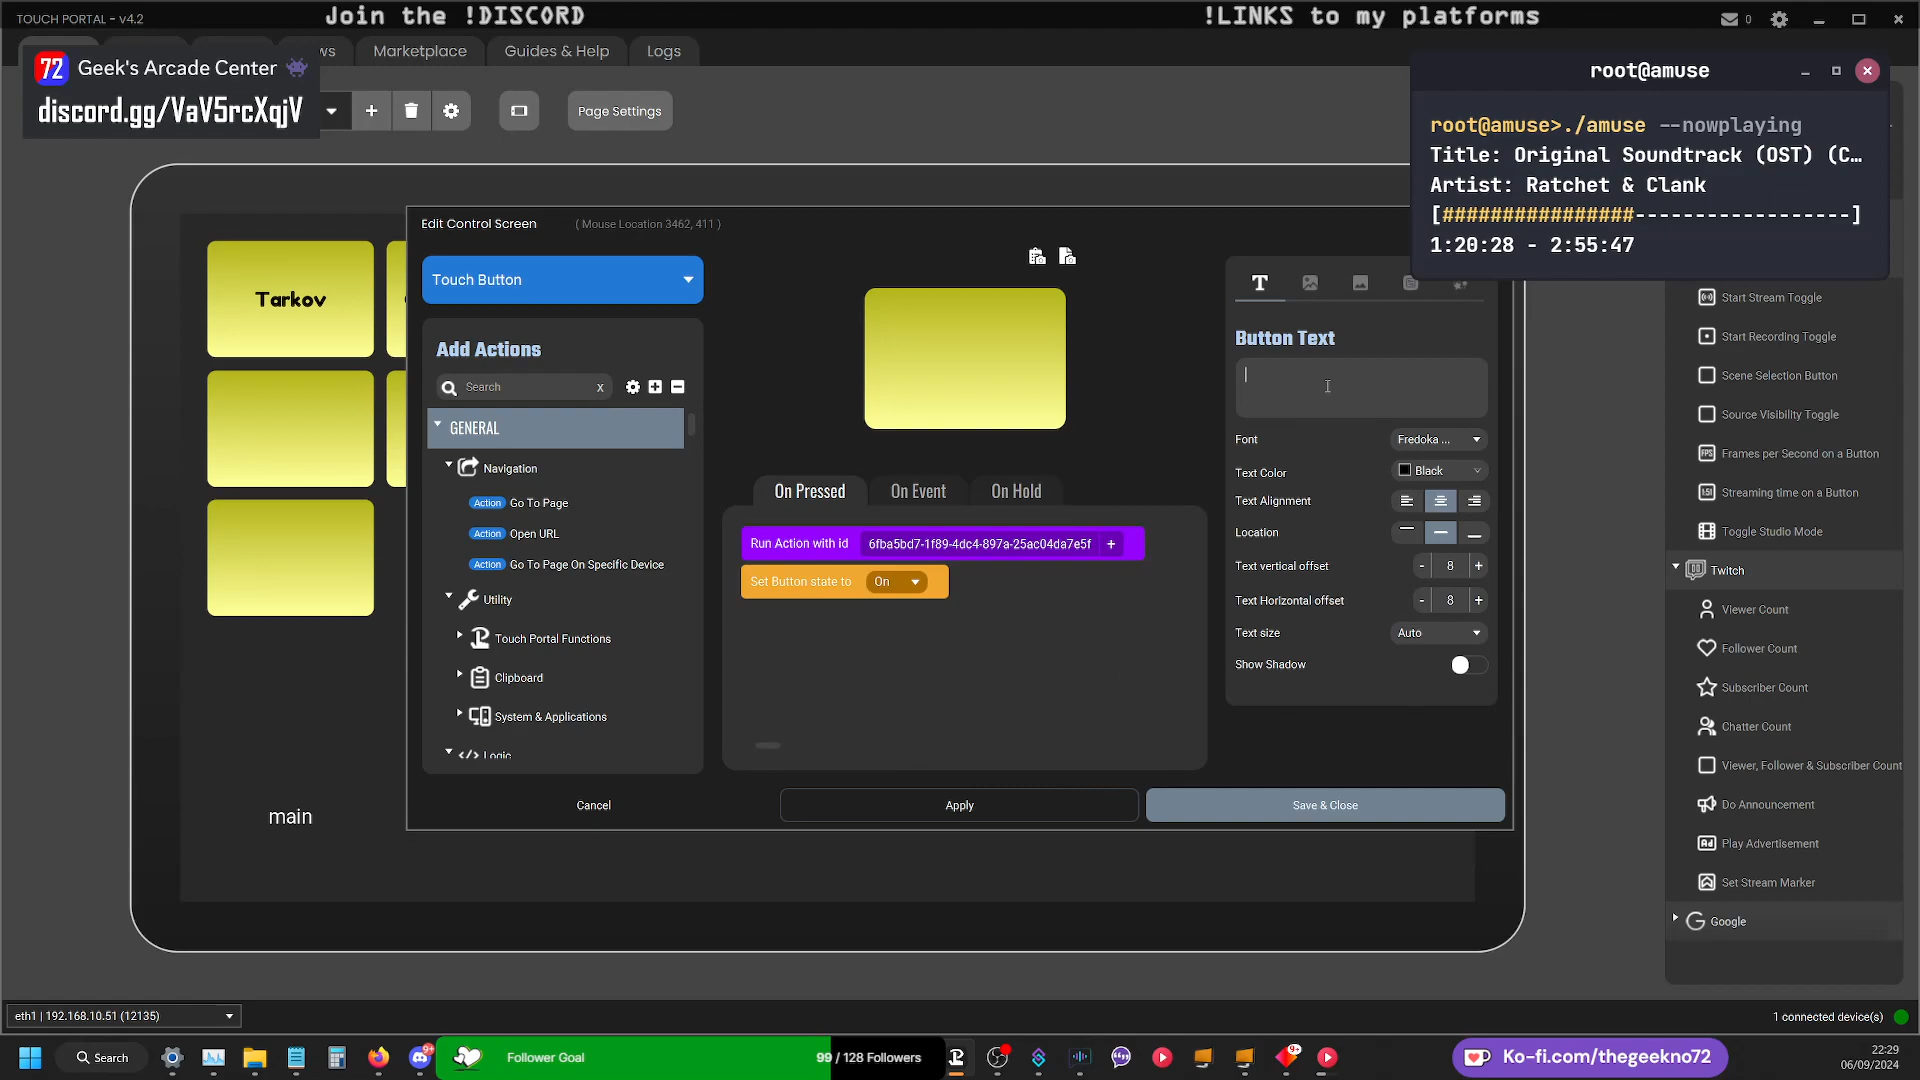 TOUCH PORTAL - v4.2
Join the !DISCORD
!LINKS to my platforms
0
ws
Marketplace
Guides & Help
Logs
72 Geek's Arcade Center
discord.gg/VaV5rcXqjV
Page Settings
root@amuse
root@amuse>./amuse --nowplaying
Title: Original Soundtrack (OST) (C…
Artist: Ratchet & Clank
[################------------------]
1:20:28 - 2:55:47
Tarkov
main
Edit Control Screen
( Mouse Location 3462, 411 )
Touch Button
Add Actions
Search
x
GENERAL
Navigation
Action Go To Page
Action Open URL
Action Go To Page On Specific Device
Utility
Touch Portal Functions
Clipboard
System & Applications
Logic
On Pressed
On Event
On Hold
Run Action with id 6fba5bd7-1f89-4dc4-897a-25ac04da7e5f +
Set Button state to On
T
Button Text
Font
Fredoka ...
Text Color
Black
Text Alignment
Location
Text vertical offset
- 8 +
Text Horizontal offset
- 8 +
Text size
Auto
Show Shadow
Cancel
Apply
Save & Close
Start Stream Toggle
Start Recording Toggle
Scene Selection Button
Source Visibility Toggle
FPS Frames per Second on a Button
Streaming time on a Button
Toggle Studio Mode
Twitch
Viewer Count
Follower Count
Subscriber Count
Chatter Count
Viewer, Follower & Subscriber Count
Do Announcement
Ad Play Advertisement
Set Stream Marker
Google
eth1 | 192.168.10.51 (12135)
1 connected device(s)
Search
9+
Follower Goal
99 / 128 Followers
9+
Ko-fi.com/thegeekno72
22:29
06/09/2024